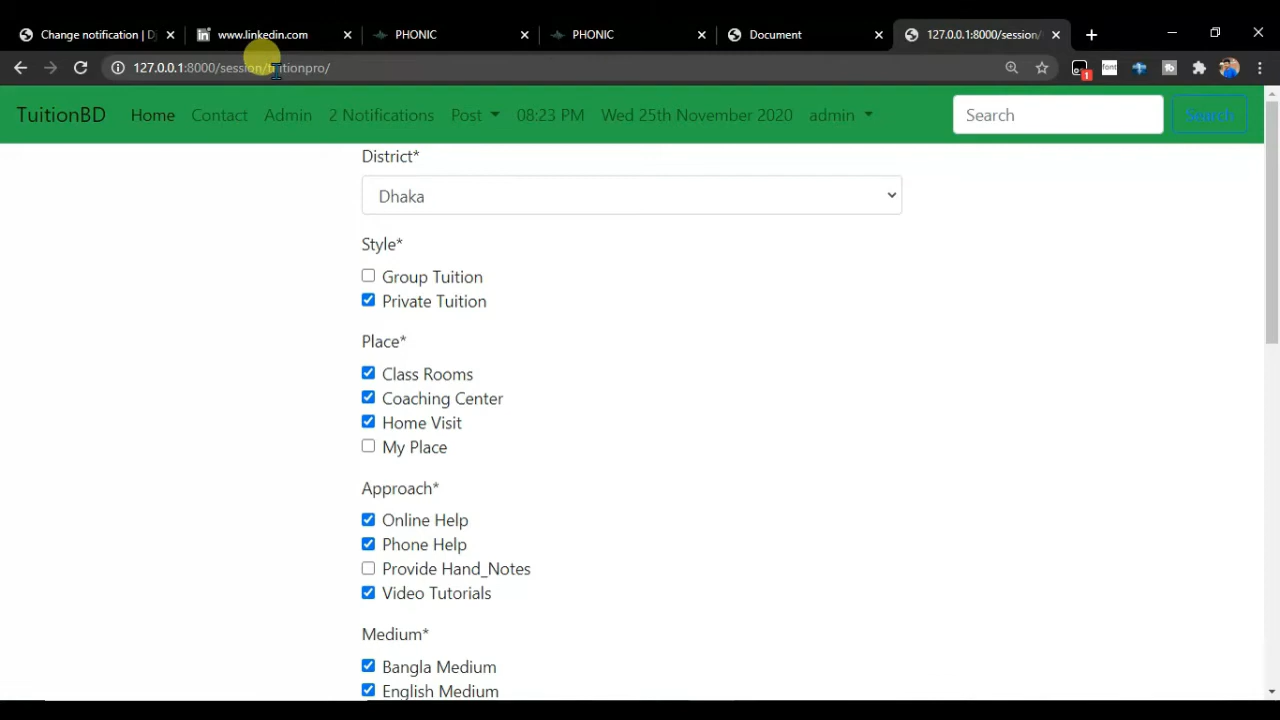 Change notification | Dj
www.linkedin.com
PHONIC
PHONIC
Document
127.0.0.1:8000/session/
127.0.0.1:8000/session/tuitionpro/
1
font
TuitionBD Home Contact Admin 2 Notifications Post 08:23 PM Wed 25th November 2020 admin Search Search
District*
Dhaka
Style*
Group Tuition
Private Tuition
Place*
Class Rooms
Coaching Center
Home Visit
My Place
Approach*
Online Help
Phone Help
Provide Hand_Notes
Video Tutorials
Medium*
Bangla Medium
English Medium